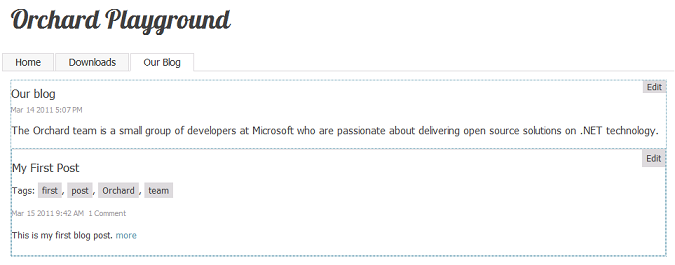 Orchard Playground
Home Downloads Our Blog
Our blog Edit
Mar 14 2011 5:07 PM
The Orchard team is a small group of developers at Microsoft who are passionate about delivering open source solutions on .NET technology.
My First Post Edit
Tags: first, post, Orchard, team
Mar 15 2011 9:42 AM 1 Comment
This is my first blog post. more